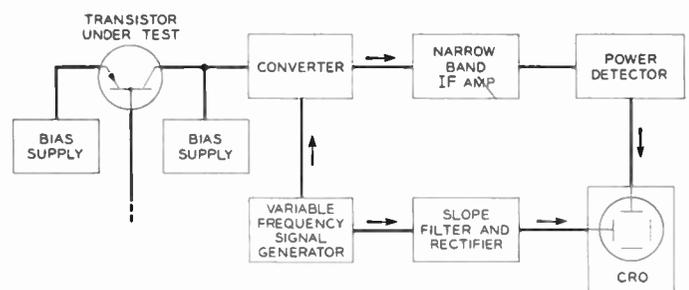 TRANSISTOR
UNDER TEST
CONVERTER
NARROW
BAND
IF AMP
POWER
DETECTOR
BIAS
SUPPLY
BIAS
SUPPLY
VARIABLE
FREQUENCY
SIGNAL
GENERATOR
SLOPE
FILTER AND
RECTIFIER
CRO